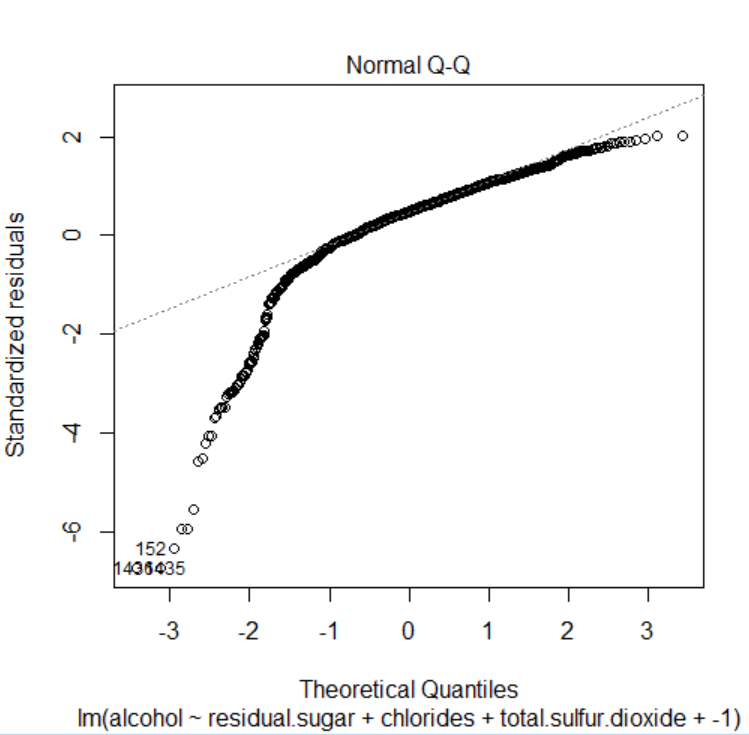 Normal Q-Q
Standardized residuals
2
0
-2
-4
-6
152
-3 -2 -1 0 1 2 3
Theoretical Quantiles
lm(alcohol ~ residual.sugar + chlorides + total.sulfur.dioxide + -1)